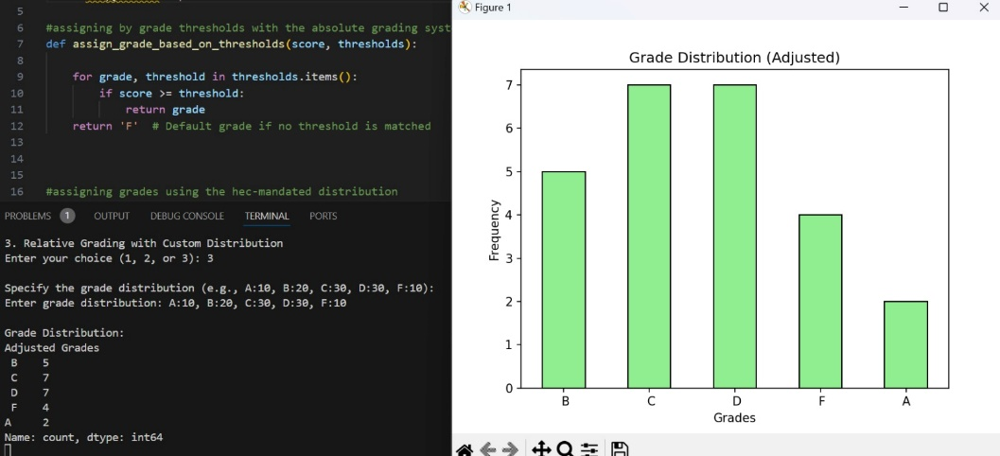 5
6 #assigning by grade thresholds with the absolute grading syst
7 def assign_grade_based_on_thresholds(score, thresholds):
8
9 for grade, threshold in thresholds.items():
10 if score >= threshold:
11 return grade
12 return 'F' # Default grade if no threshold is matched
13
14
15
16 #assigning grades using the hec-mandated distribution
PROBLEMS 1 OUTPUT DEBUG CONSOLE TERMINAL PORTS
3. Relative Grading with Custom Distribution
Enter your choice (1, 2, or 3): 3
Specify the grade distribution (e.g., A:10, B:20, C:30, D:30, F:10):
Enter grade distribution: A:10, B:20, C:30, D:30, F:10
Grade Distribution:
Adjusted Grades
B 5
C 7
D 7
F 4
A 2
Name: count, dtype: int64
Figure 1
Grade Distribution (Adjusted)
Frequency
7
6
5
4
3
2
1
0
B C D F A
Grades